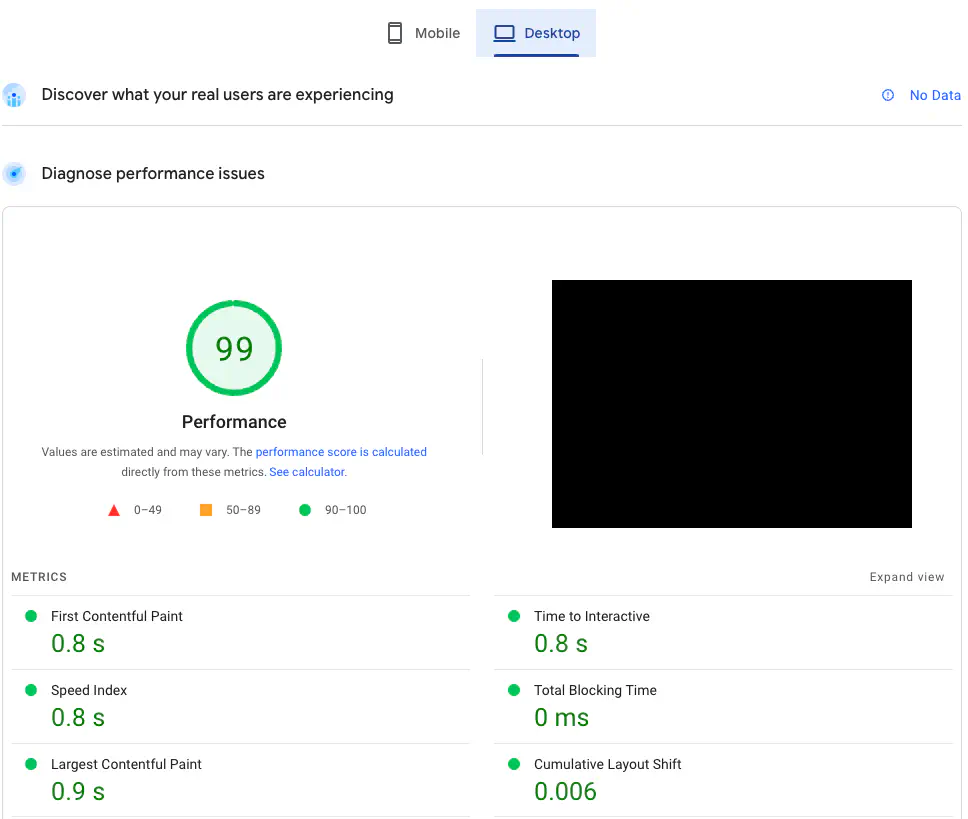 Mobile
Desktop
Discover what your real users are experiencing
No Data
Diagnose performance issues
99
Performance
Values are estimated and may vary. The performance score is calculated
directly from these metrics. See calculator.
0–49
50–89
90–100
METRICS
Expand view
First Contentful Paint
0.8 s
Time to Interactive
0.8 s
Speed Index
0.8 s
Total Blocking Time
0 ms
Largest Contentful Paint
0.9 s
Cumulative Layout Shift
0.006